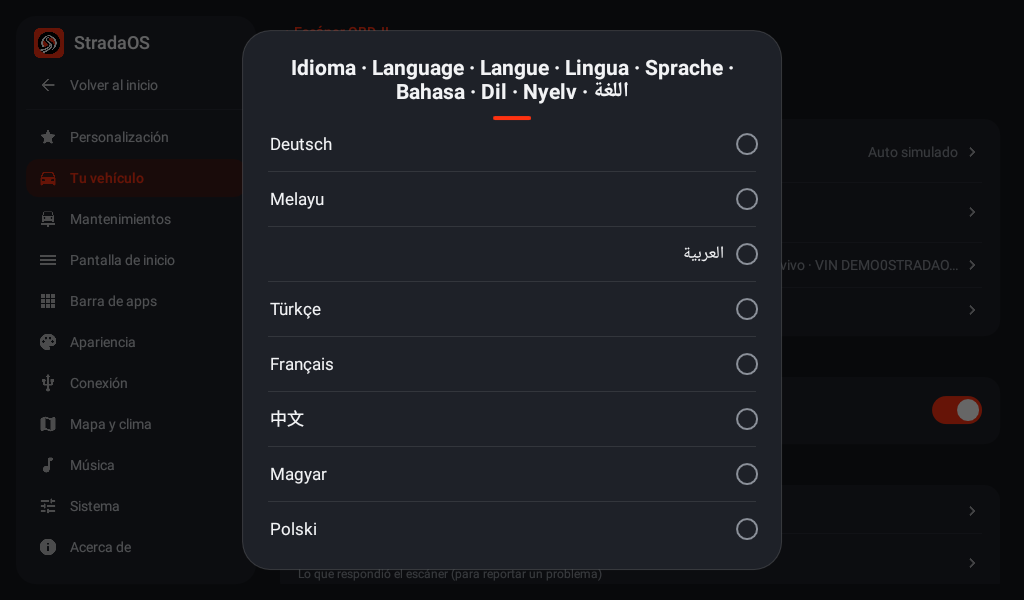 StradaOS
Volver al inicio
Personalización
Tu vehículo
Mantenimientos
Pantalla de inicio
Barra de apps
Apariencia
Conexión
Mapa y clima
Música
Sistema
Acerca de
Idioma · Language · Langue · Lingua · Sprache ·
Bahasa · Dil · Nyelv · اللغة
Deutsch
Melayu
العربية
Türkçe
Français
中文
Magyar
Polski
Auto simulado
vivo · VIN DEMO0STRADAO…
Lo que respondió el escáner (para reportar un problema)